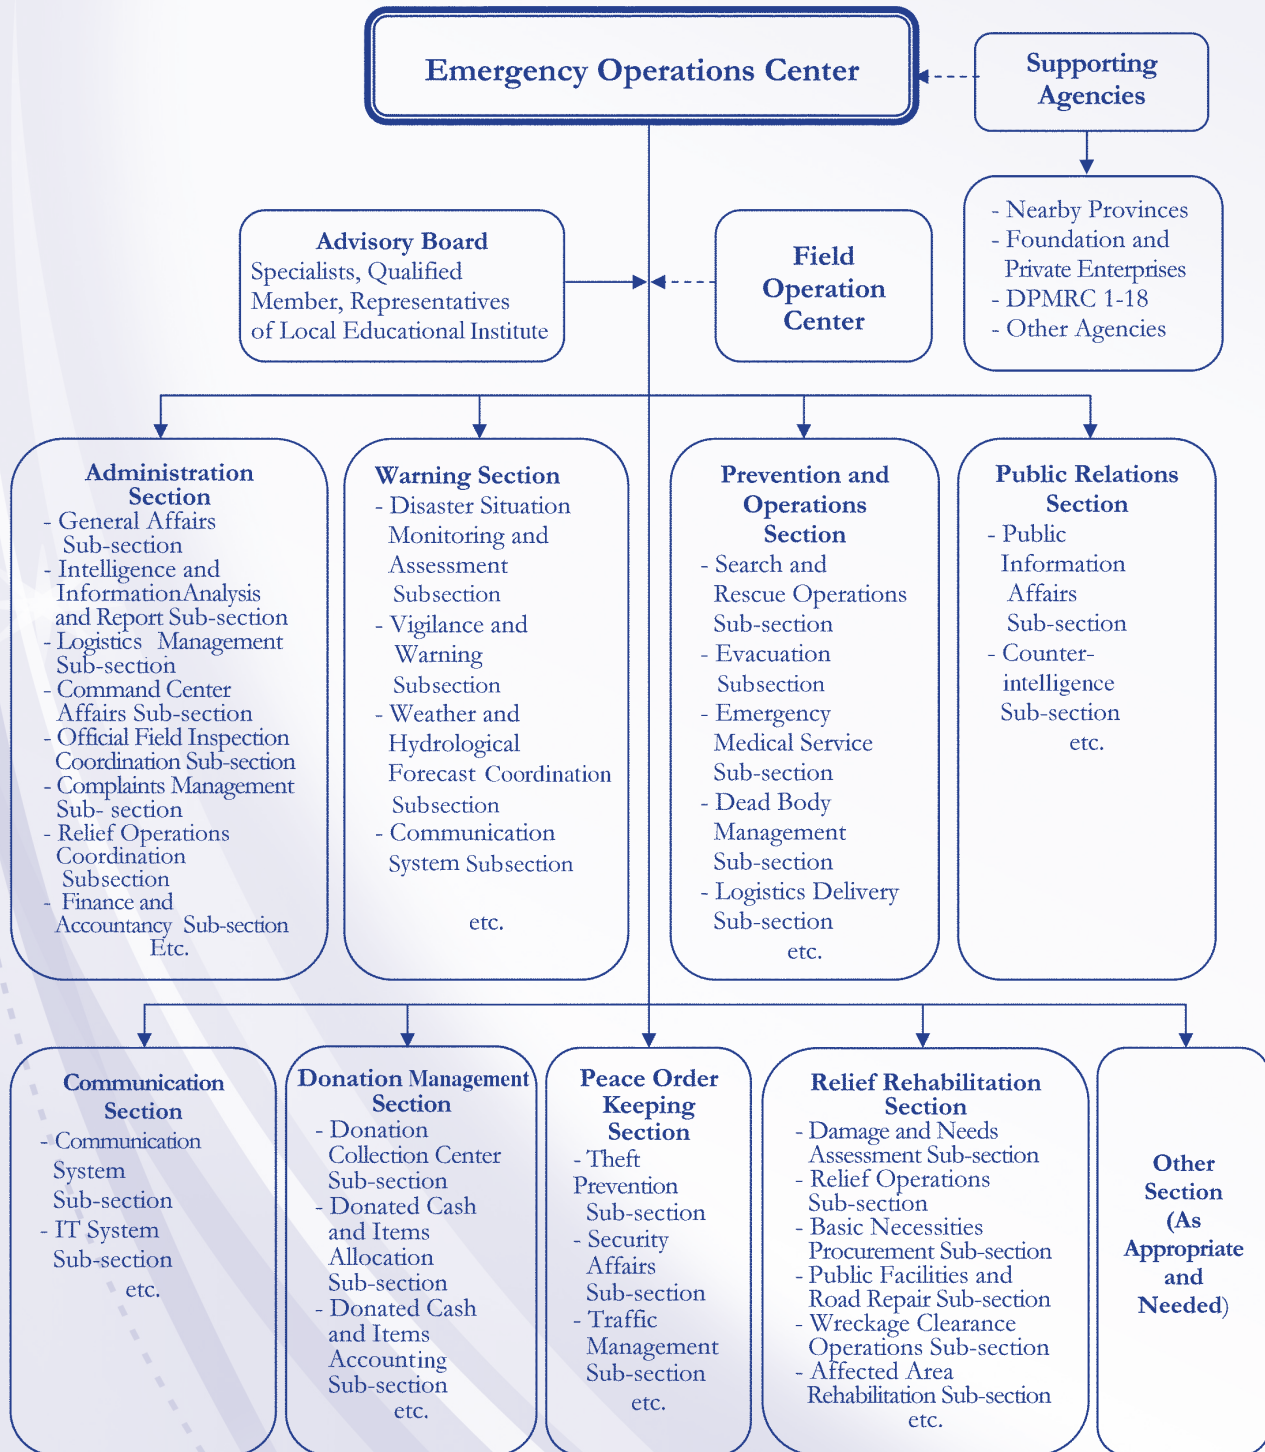 Emergency Operations Center
Supporting
Agencies
- Nearby Provinces
- Foundation and
Private Enterprises
- DPMRC 1-18
- Other Agencies
Advisory Board
Specialists, Qualified
Member, Representatives
of Local Educational Institute
Field
Operation
Center
Administration
Section
- General Affairs
Sub-section
- Intelligence and
InformationAnalysis
and Report Sub-section
- Logistics Management
Sub-section
- Command Center
Affairs Sub-section
- Official Field Inspection
Coordination Sub-section
- Complaints Management
Sub- section
- Relief Operations
Coordination
Subsection
- Finance and
Accountancy Sub-section
Etc.
Warning Section
- Disaster Situation
Monitoring and
Assessment
Subsection
- Vigilance and
Warning
Subsection
- Weather and
Hydrological
Forecast Coordination
Subsection
- Communication
System Subsection
etc.
Prevention and
Operations
Section
- Search and
Rescue Operations
Sub-section
- Evacuation
Subsection
- Emergency
Medical Service
Sub-section
- Dead Body
Management
Sub-section
- Logistics Delivery
Sub-section
etc.
Public Relations
Section
- Public
Information
Affairs
Sub-section
- Counter-
intelligence
Sub-section
etc.
Communication
Section
- Communication
System
Sub-section
- IT System
Sub-section
etc.
Donation Management
Section
- Donation
Collection Center
Sub-section
- Donated Cash
and Items
Allocation
Sub-section
- Donated Cash
and Items
Accounting
Sub-section
etc.
Peace Order
Keeping
Section
- Theft
Prevention
Sub-section
- Security
Affairs
Sub-section
- Traffic
Management
Sub-section
etc.
Relief Rehabilitation
Section
- Damage and Needs
Assessment Sub-section
- Relief Operations
Sub-section
- Basic Necessities
Procurement Sub-section
- Public Facilities and
Road Repair Sub-section
- Wreckage Clearance
Operations Sub-section
- Affected Area
Rehabilitation Sub-section
etc.
Other
Section
(As
Appropriate
and
Needed)